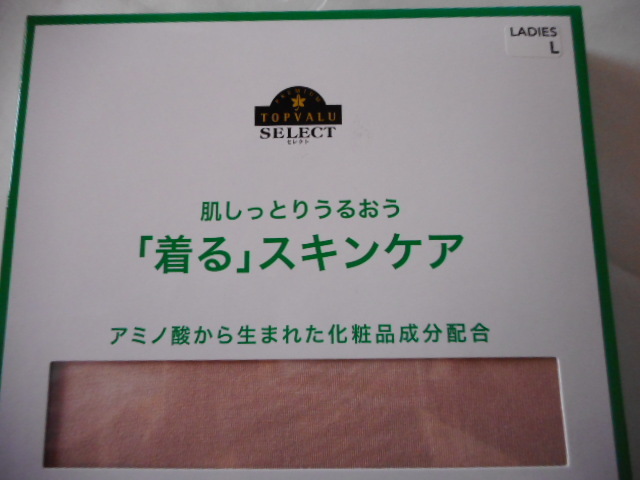 LADIES
L
PREMIUM
TOPVALU
SELECT
セレクト
肌しっとりうるおう
「着る」スキンケア
アミノ酸から生まれた化粧品成分配合